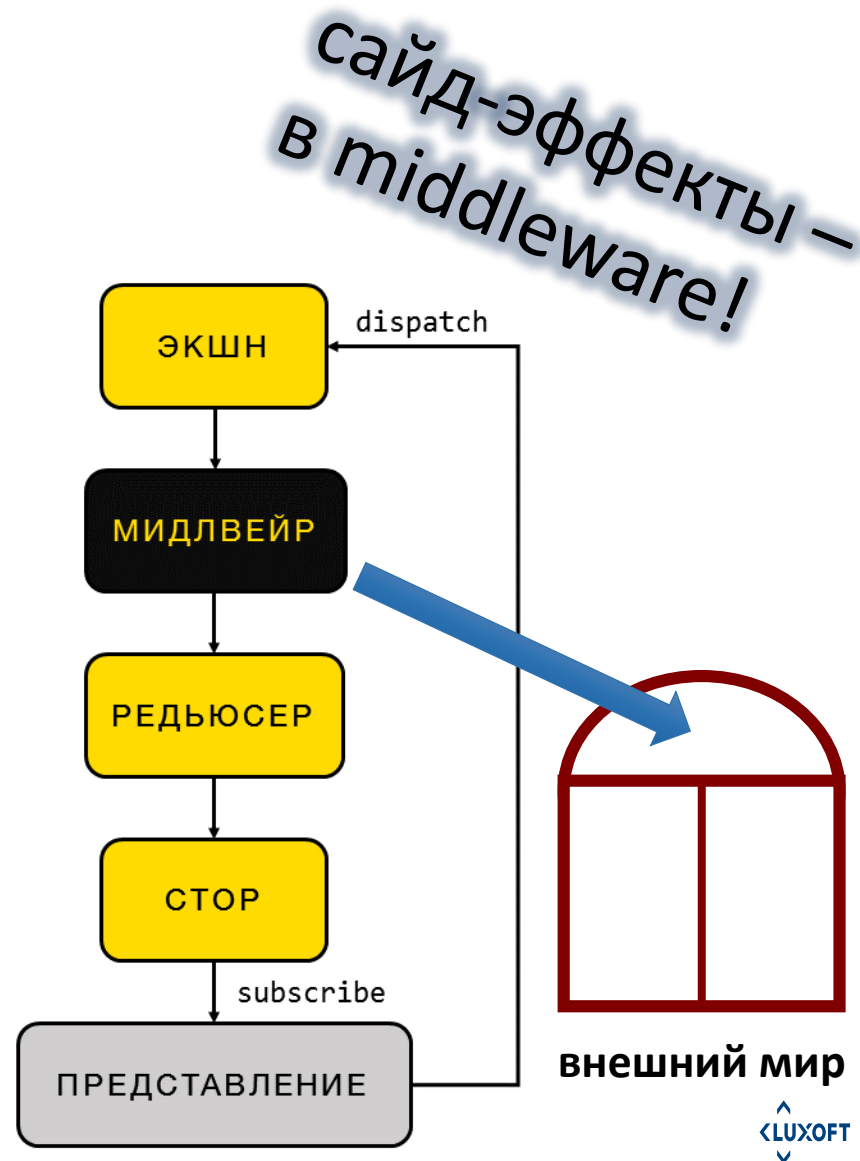 сайд-эффекты –
в middleware!
ЭКШН
dispatch
МИДЛВЕЙР
РЕДЬЮСЕР
СТОР
subscribe
ПРЕДСТАВЛЕНИЕ
внешний мир
LUXOFT